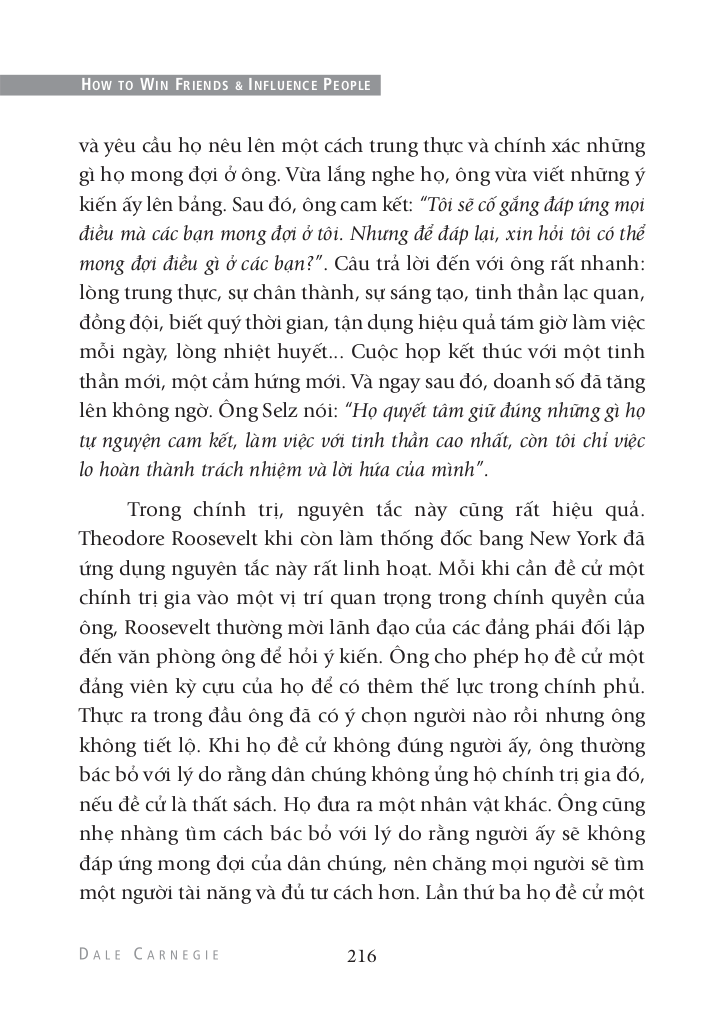 HOW TO WIN FRIENDS & INFLUENCE PEOPLE
và yêu cầu họ nêu lên một cách trung thực và chính xác những
gì họ mong đợi ở ông. Vừa lắng nghe họ, ông vừa viết những ý
kiến ấy lên bảng. Sau đó, ông cam kết: “Tôi sẽ cố gắng đáp ứng mọi
điều mà các bạn mong đợi ở tôi. Nhưng để đáp lại, xin hỏi tôi có thể
mong đợi điều gì ở các bạn?”. Câu trả lời đến với ông rất nhanh:
lòng trung thực, sự chân thành, sự sáng tạo, tinh thần lạc quan,
đồng đội, biết quý thời gian, tận dụng hiệu quả tám giờ làm việc
mỗi ngày, lòng nhiệt huyết... Cuộc họp kết thúc với một tinh
thần mới, một cảm hứng mới. Và ngay sau đó, doanh số đã tăng
lên không ngờ. Ông Selz nói: “Họ quyết tâm giữ đúng những gì họ
tự nguyện cam kết, làm việc với tinh thần cao nhất, còn tôi chỉ việc
lo hoàn thành trách nhiệm và lời hứa của mình”.
Trong chính trị, nguyên tắc này cũng rất hiệu quả.
Theodore Roosevelt khi còn làm thống đốc bang New York đã
ứng dụng nguyên tắc này rất linh hoạt. Mỗi khi cần đề cử một
chính trị gia vào một vị trí quan trọng trong chính quyền của
ông, Roosevelt thường mời lãnh đạo của các đảng phái đối lập
đến văn phòng ông để hỏi ý kiến. Ông cho phép họ đề cử một
đảng viên kỳ cựu của họ để có thêm thế lực trong chính phủ.
Thực ra trong đầu ông đã có ý chọn người nào rồi nhưng ông
không tiết lộ. Khi họ đề cử không đúng người ấy, ông thường
bác bỏ với lý do rằng dân chúng không ủng hộ chính trị gia đó,
nếu đề cử là thất sách. Họ đưa ra một nhân vật khác. Ông cũng
nhẹ nhàng tìm cách bác bỏ với lý do rằng người ấy sẽ không
đáp ứng mong đợi của dân chúng, nên chăng mọi người sẽ tìm
một người tài năng và đủ tư cách hơn. Lần thứ ba họ đề cử một
DALE CARNEGIE 216